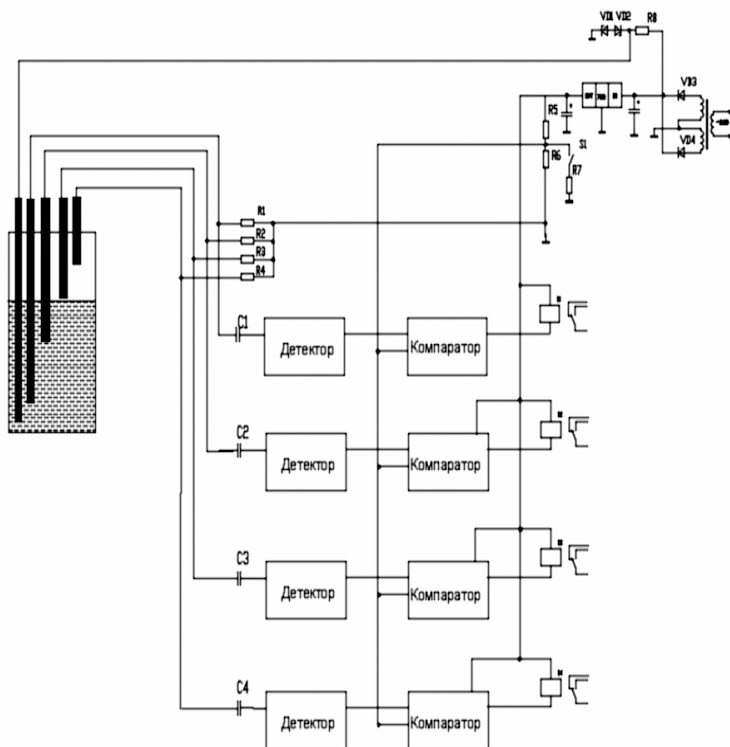 VD1 VD2 R8
VD3
R5
S1
R6
VD4
R7
R1
R2
R3
R4
C1
Детектор
Компаратор
C2
Детектор
Компаратор
C3
Детектор
Компаратор
C4
Детектор
Компаратор